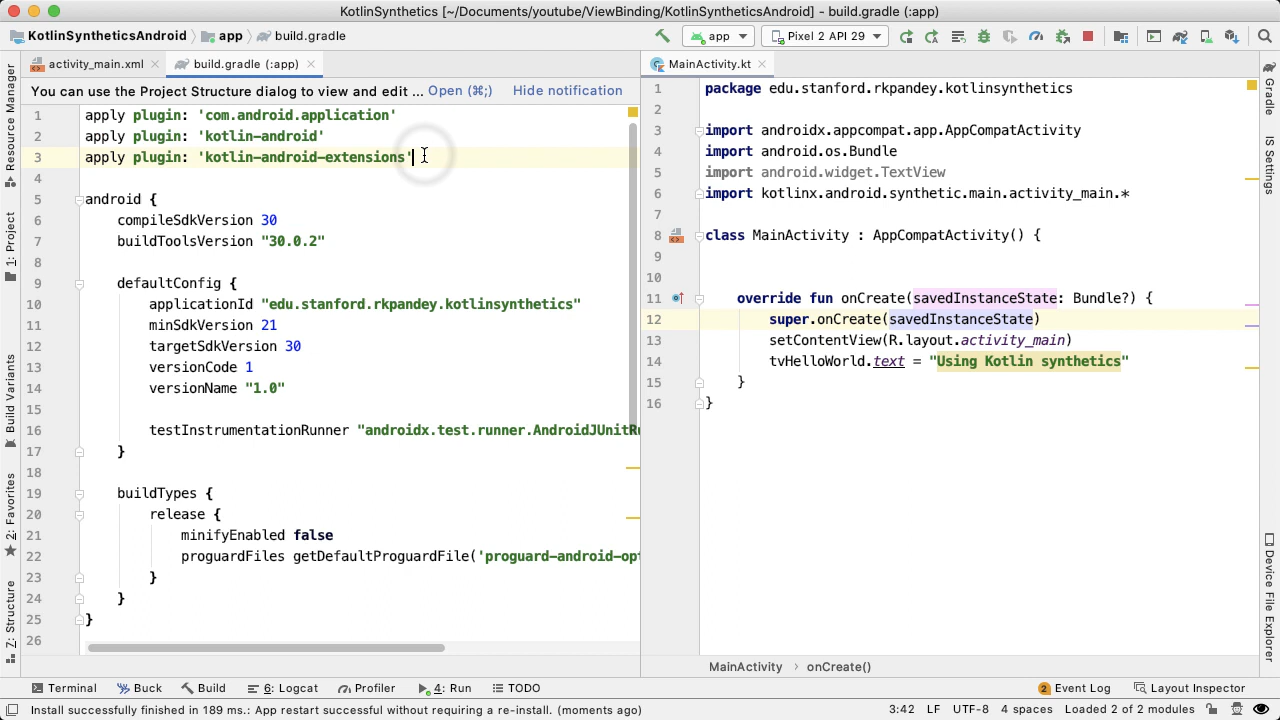 KotlinSynthetics [~/Documents/youtube/ViewBinding/KotlinSyntheticsAndroid] - build.gradle (:app)
KotlinSyntheticsAndroid app build.gradle app Pixel 2 API 29
activity_main.xml build.gradle (:app) MainActivity.kt
You can use the Project Structure dialog to view and edit ... Open (⌘;) Hide notification
1 apply plugin: 'com.android.application'
2 apply plugin: 'kotlin-android'
3 apply plugin: 'kotlin-android-extensions'
4
5 android {
6 compileSdkVersion 30
7 buildToolsVersion "30.0.2"
8
9 defaultConfig {
10 applicationId "edu.stanford.rkpandey.kotlinsynthetics"
11 minSdkVersion 21
12 targetSdkVersion 30
13 versionCode 1
14 versionName "1.0"
15
16 testInstrumentationRunner "androidx.test.runner.AndroidJUnitRu
17 }
18
19 buildTypes {
20 release {
21 minifyEnabled false
22 proguardFiles getDefaultProguardFile('proguard-android-opt
23 }
24 }
25 }
26
1 package edu.stanford.rkpandey.kotlinsynthetics
2
3 import androidx.appcompat.app.AppCompatActivity
4 import android.os.Bundle
5 import android.widget.TextView
6 import kotlinx.android.synthetic.main.activity_main.*
7
8 class MainActivity : AppCompatActivity() {
9
10
11 override fun onCreate(savedInstanceState: Bundle?) {
12 super.onCreate(savedInstanceState)
13 setContentView(R.layout.activity_main)
14 tvHelloWorld.text = "Using Kotlin synthetics"
15 }
16 }
MainActivity › onCreate()
Resource Manager
1: Project
Build Variants
2: Favorites
Z: Structure
Gradle
IS Settings
Device File Explorer
Terminal Buck Build 6: Logcat Profiler 4: Run TODO 2 Event Log Layout Inspector
Install successfully finished in 189 ms.: App restart successful without requiring a re-install. (moments ago) 3:42 LF UTF-8 4 spaces Loaded 2 of 2 modules